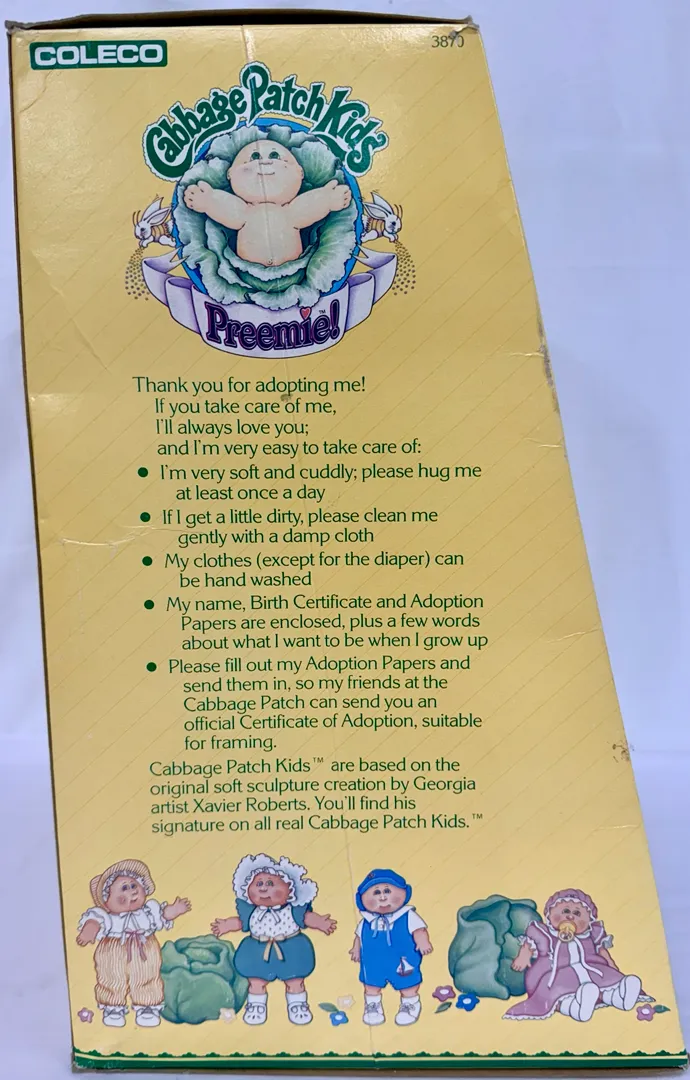 COLECO
3870
Cabbage Patch Kids
Preemie!™
Thank you for adopting me!
If you take care of me,
I'll always love you;
and I'm very easy to take care of:
● I'm very soft and cuddly; please hug me
at least once a day
● If I get a little dirty, please clean me
gently with a damp cloth
● My clothes (except for the diaper) can
be hand washed
● My name, Birth Certificate and Adoption
Papers are enclosed, plus a few words
about what I want to be when I grow up
● Please fill out my Adoption Papers and
send them in, so my friends at the
Cabbage Patch can send you an
official Certificate of Adoption, suitable
for framing.
Cabbage Patch Kids™ are based on the
original soft sculpture creation by Georgia
artist Xavier Roberts. You'll find his
signature on all real Cabbage Patch Kids.™